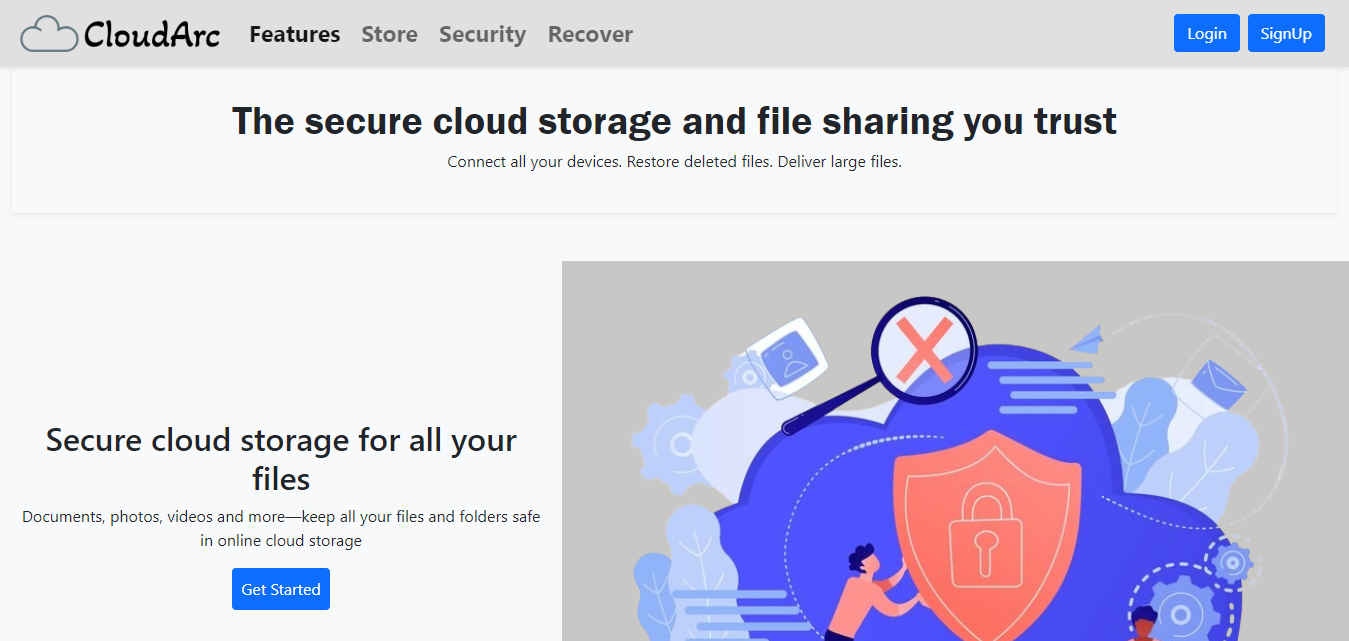 CloudArc Features Store Security Recover Login SignUp
The secure cloud storage and file sharing you trust
Connect all your devices. Restore deleted files. Deliver large files.
Secure cloud storage for all your
files
Documents, photos, videos and more—keep all your files and folders safe
in online cloud storage
Get Started